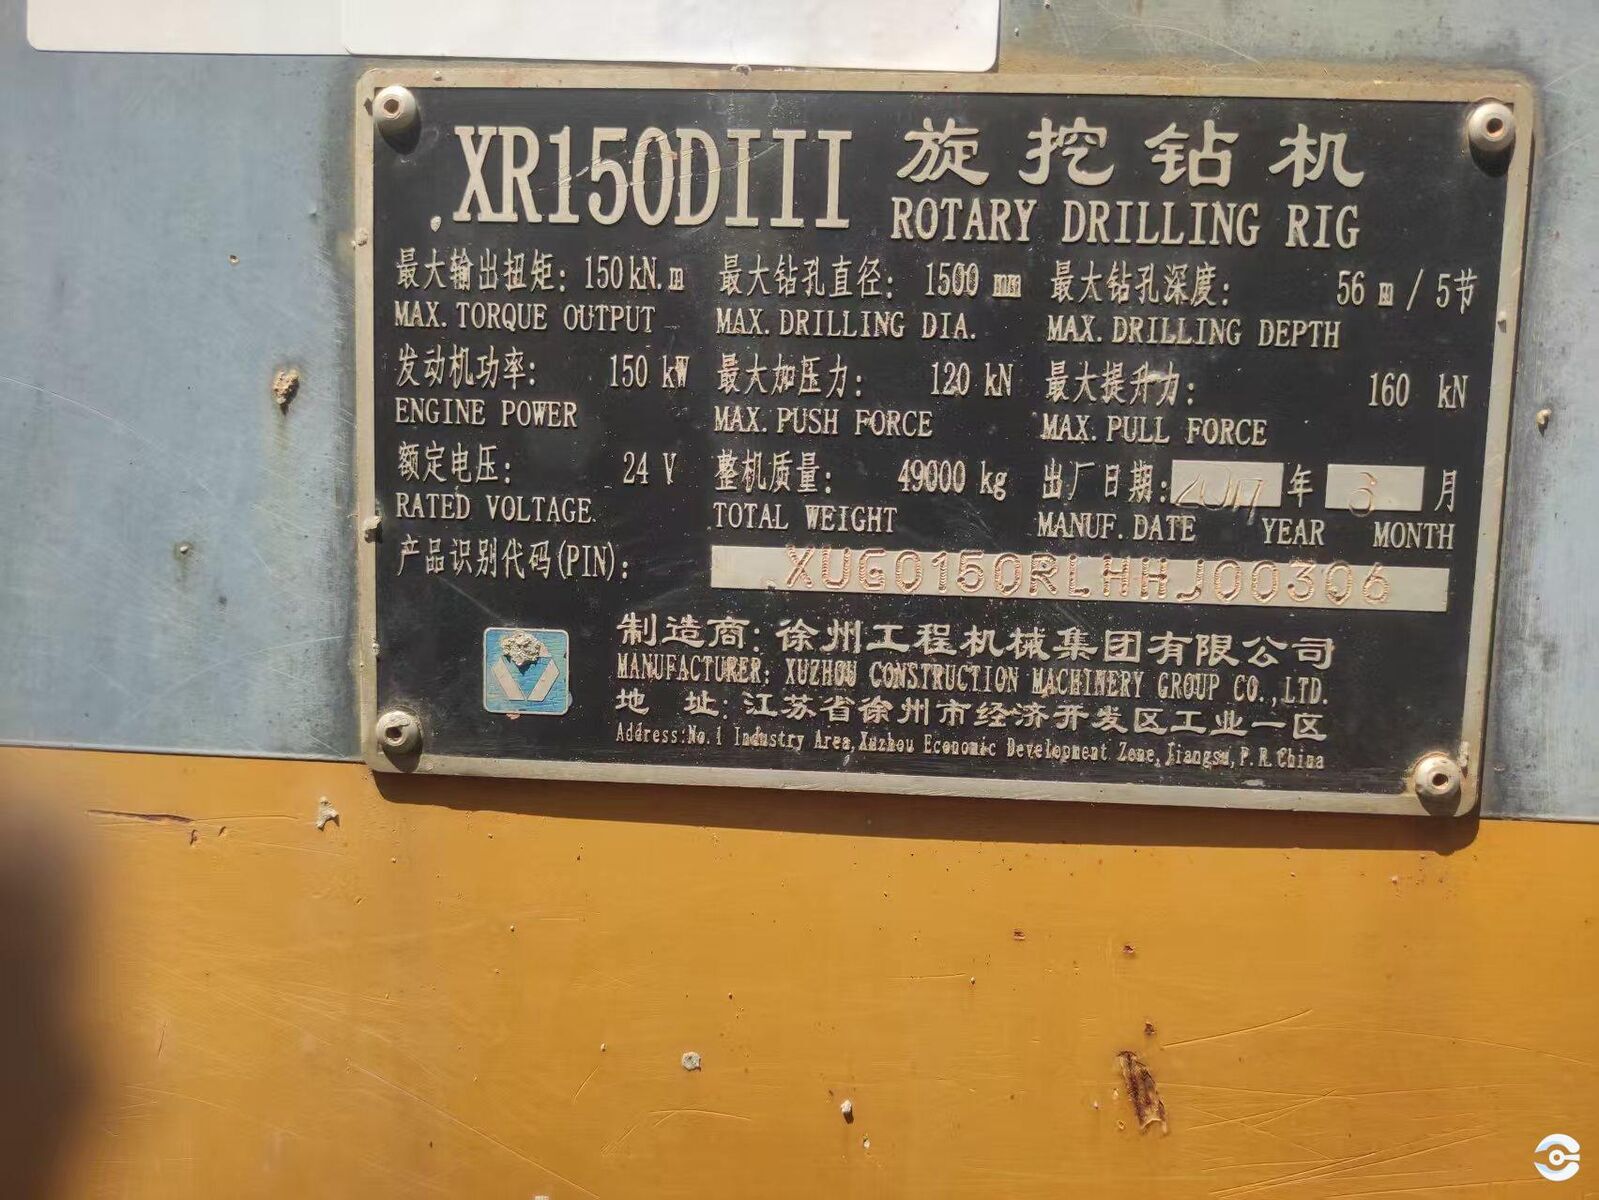 XR150DIII 旋挖钻机
ROTARY DRILLING RIG
最大输出扭矩: 150kN.m 最大钻孔直径: 1500 mm 最大钻孔深度: 56 m / 5节
MAX. TORQUE OUTPUT MAX. DRILLING DIA. MAX. DRILLING DEPTH
发动机功率: 150 kW 最大加压力: 120 kN 最大提升力: 160 kN
ENGINE POWER MAX. PUSH FORCE MAX. PULL FORCE
额定电压: 24 V 整机质量: 49000 kg 出厂日期: 2017 年 月
RATED VOLTAGE TOTAL WEIGHT MANUF. DATE YEAR MONTH
产品识别代码(PIN): XUG0150RLHHJ00306
制造商: 徐州工程机械集团有限公司
MANUFACTURER: XUZHOU CONSTRUCTION MACHINERY GROUP CO.,LTD.
地 址: 江苏省徐州市经济开发区工业一区
Address:No.1 Industry Area,Xuzhou Economic Development Zone,Jiangsu,P.R.China